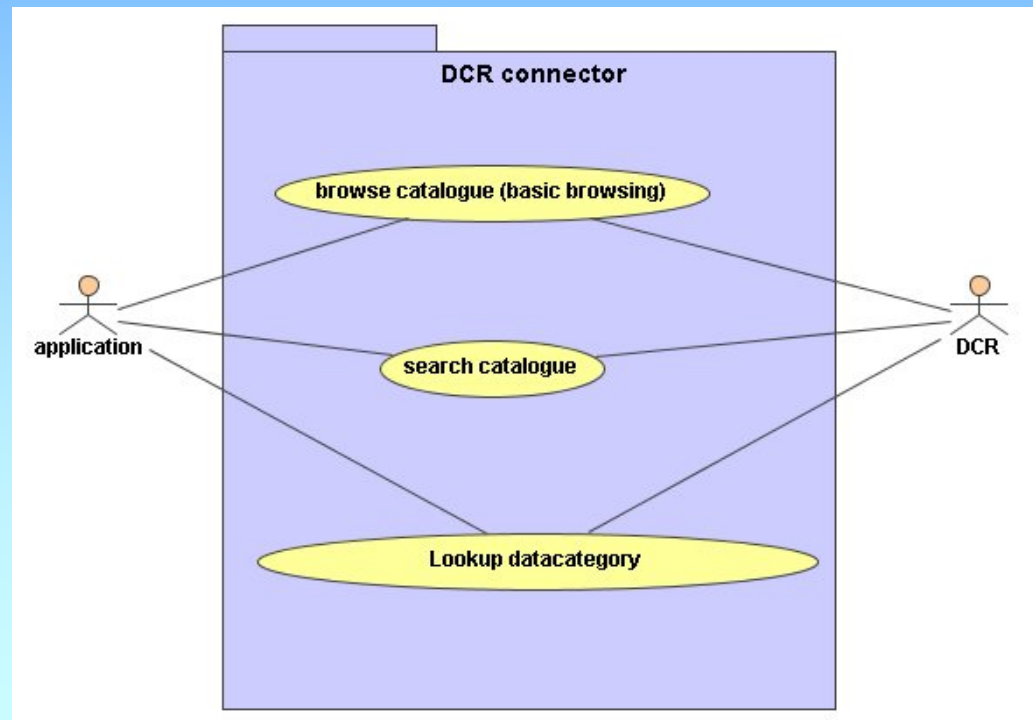 DCR connector
browse catalogue (basic browsing)
application
DCR
search catalogue
Lookup datacategory